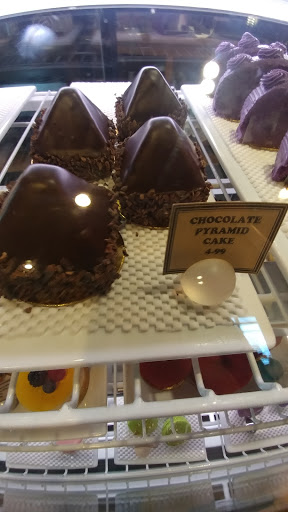 CHOCOLATE
PYRAMID
CAKE
4.99